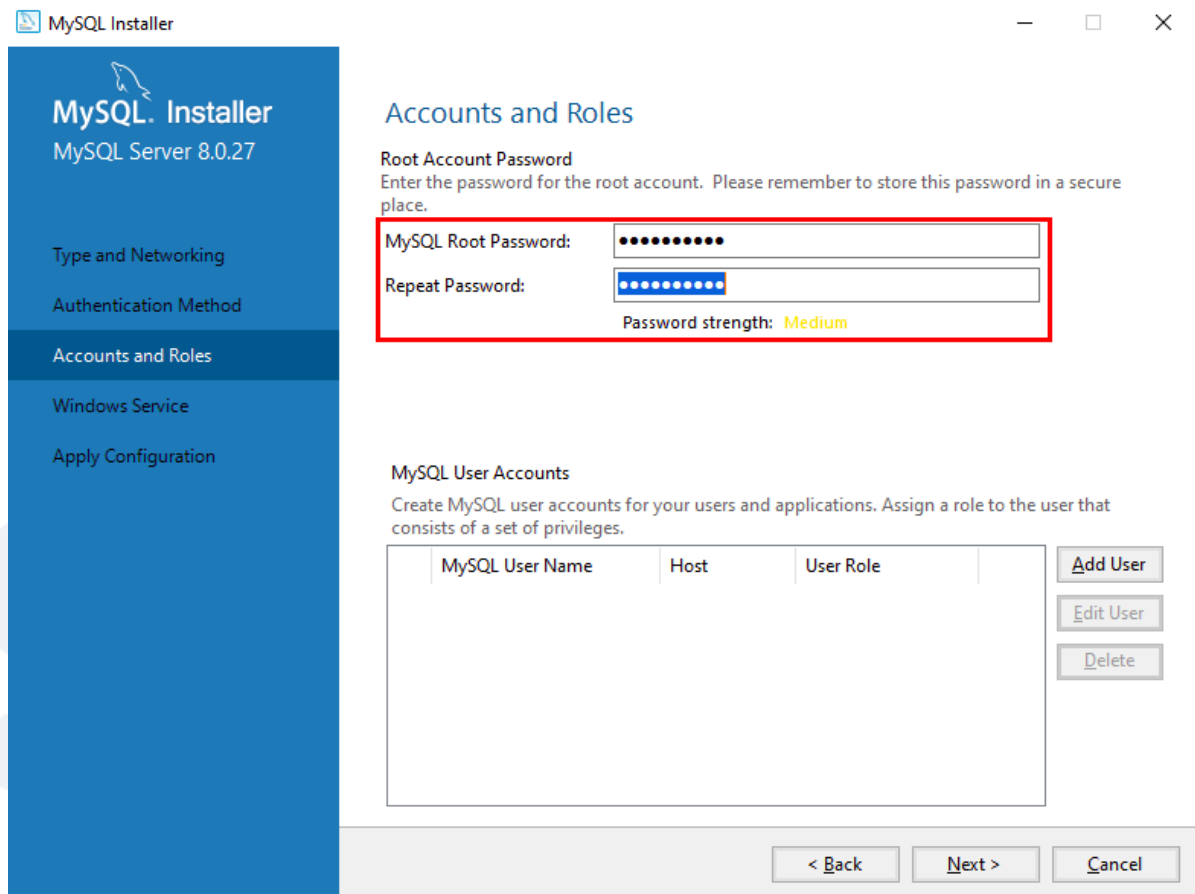 MySQL Installer
MySQL. Installer
MySQL Server 8.0.27
Type and Networking
Authentication Method
Accounts and Roles
Windows Service
Apply Configuration
Accounts and Roles
Root Account Password
Enter the password for the root account. Please remember to store this password in a secure
place.
MySQL Root Password: ●●●●●●●●●●
Repeat Password: ●●●●●●●●●●
Password strength: Medium
MySQL User Accounts
Create MySQL user accounts for your users and applications. Assign a role to the user that
consists of a set of privileges.
MySQL User Name Host User Role
Add User
Edit User
Delete
< Back Next > Cancel